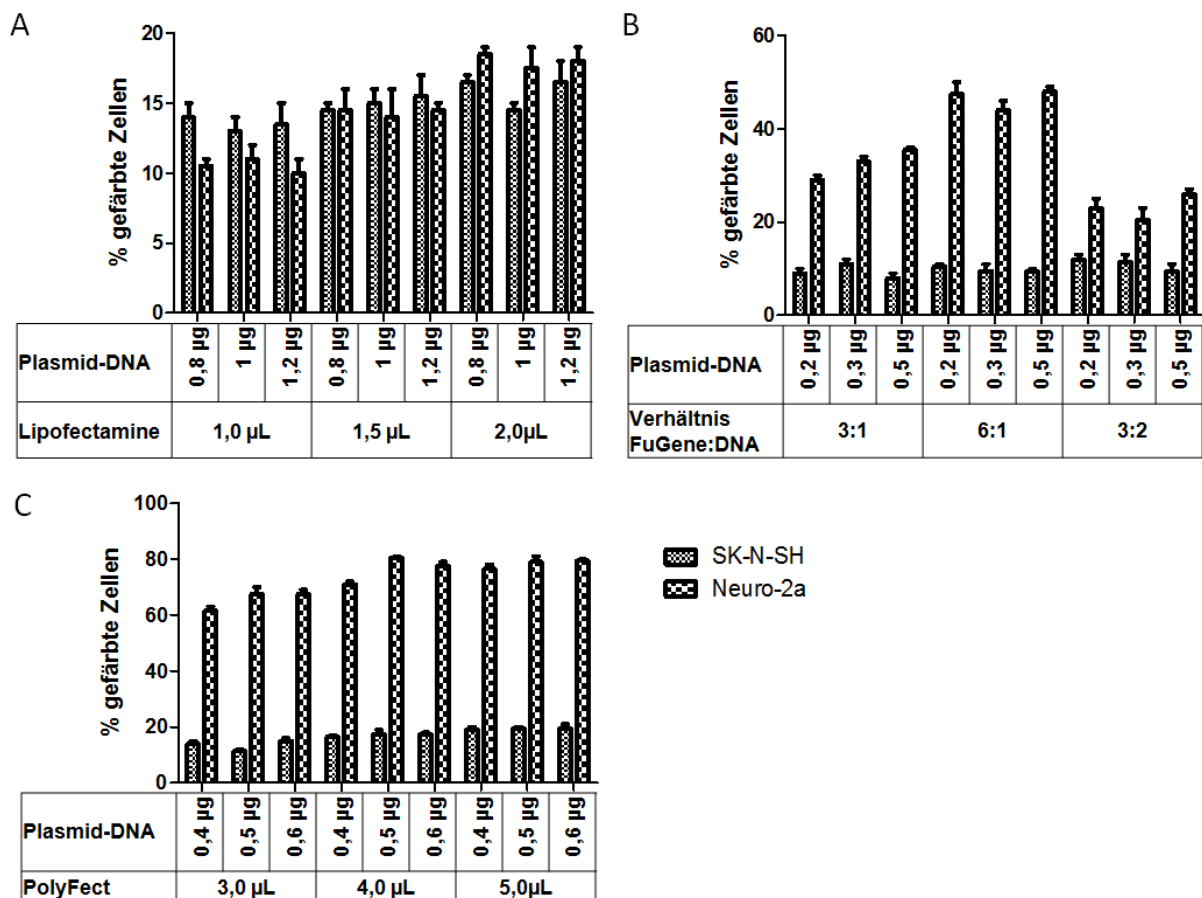 A
% gefärbte Zellen
20
15
10
5
0
Plasmid-DNA
0,8 µg
1 µg
1,2 µg
0,8 µg
1 µg
1,2 µg
0,8 µg
1 µg
1,2 µg
Lipofectamine
1,0 µL
1,5 µL
2,0µL
B
% gefärbte Zellen
60
40
20
0
Plasmid-DNA
0,2 µg
0,3 µg
0,5 µg
0,2 µg
0,3 µg
0,5 µg
0,2 µg
0,3 µg
0,5 µg
Verhältnis
FuGene:DNA
3:1
6:1
3:2
C
% gefärbte Zellen
100
80
60
40
20
0
Plasmid-DNA
0,4 µg
0,5 µg
0,6 µg
0,4 µg
0,5 µg
0,6 µg
0,4 µg
0,5 µg
0,6 µg
PolyFect
3,0 µL
4,0 µL
5,0µL
SK-N-SH
Neuro-2a